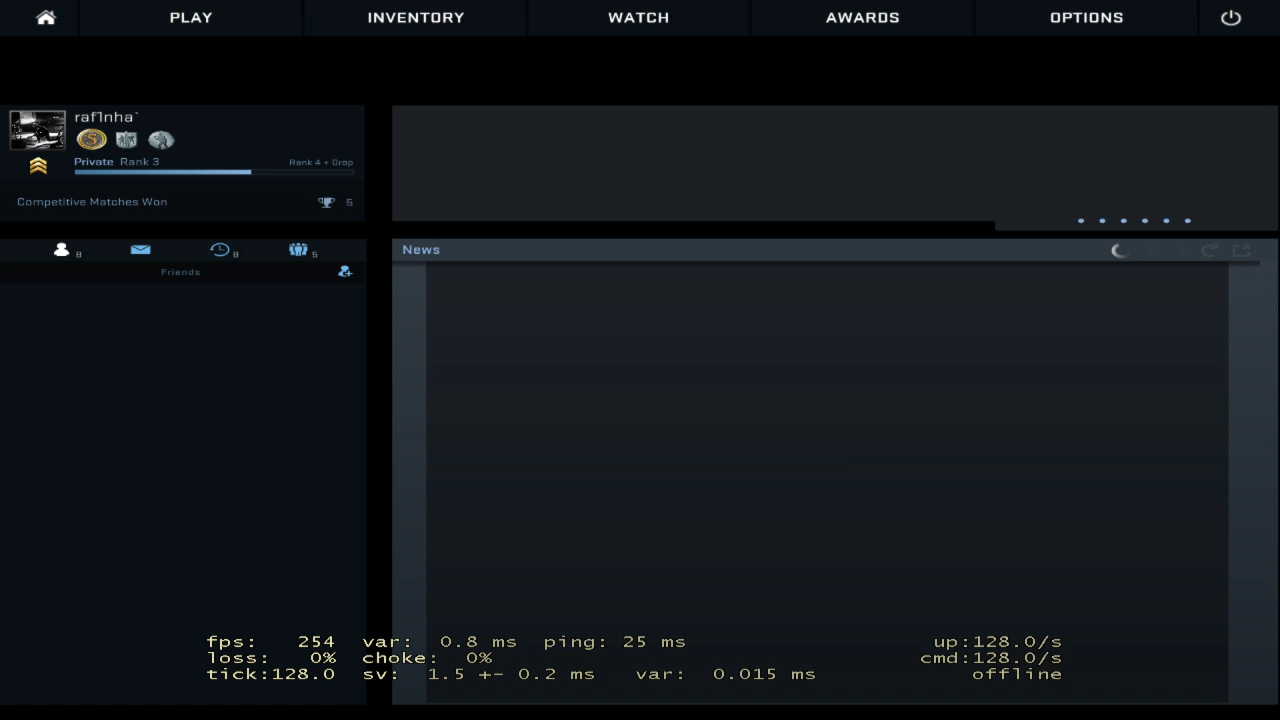 PLAY INVENTORY WATCH AWARDS OPTIONS
raf1nha`
5
Private Rank 3 Rank 4 + Drop
Competitive Matches Won 5
8 8 5
Friends
News
fps: 254 var: 0.8 ms ping: 25 ms up:128.0/s
loss: 0% choke: 0% cmd:128.0/s
tick:128.0 sv: 1.5 +- 0.2 ms var: 0.015 ms offline